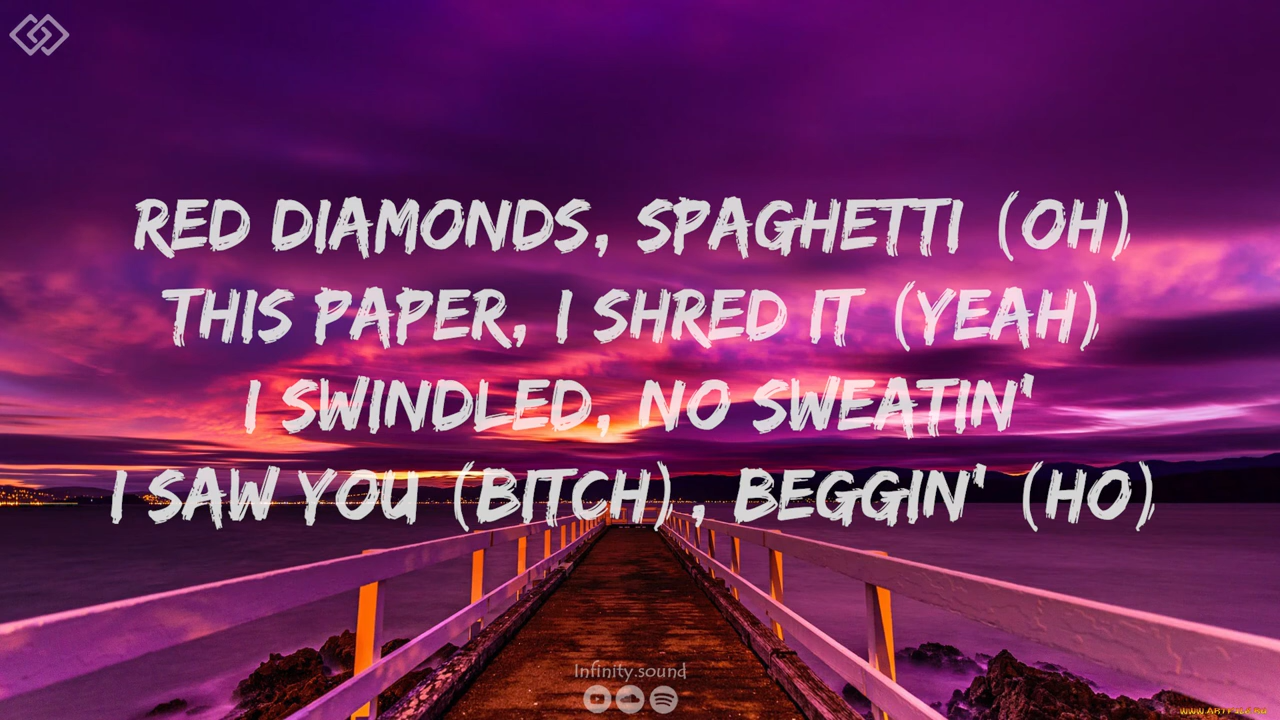 RED DIAMONDS, SPAGHETTI (OH)
THIS PAPER, I SHRED IT (YEAH)
I SWINDLED, NO SWEATIN'
I SAW YOU (BITCH), BEGGIN' (HO)
Infinity.sound